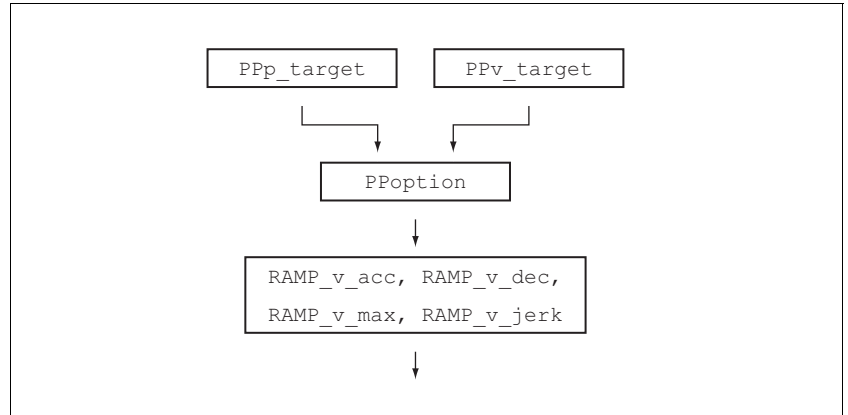 PPp_target
PPv_target
PPoption
RAMP_v_acc, RAMP_v_dec,
RAMP_v_max, RAMP_v_jerk